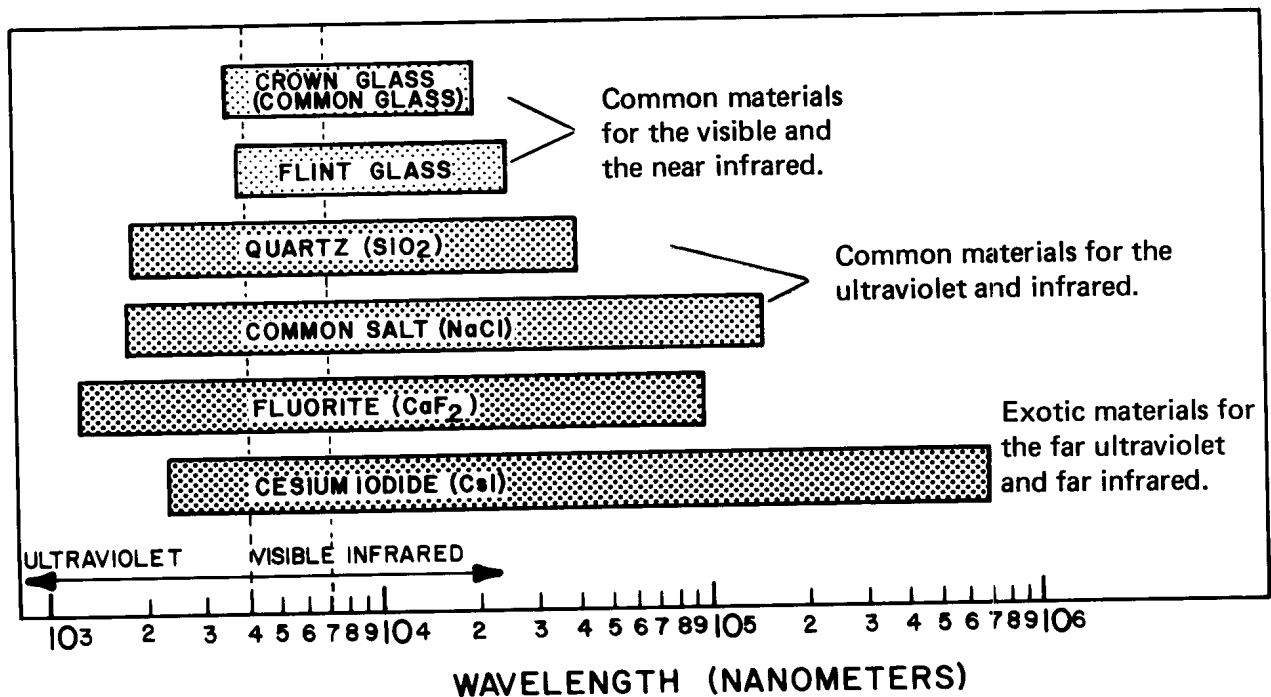 CROWN GLASS
(COMMON GLASS)
Common materials
for the visible and
the near infrared.
FLINT GLASS
QUARTZ (SIO2)
Common materials for the
ultraviolet and infrared.
COMMON SALT (NaCl)
FLUORITE (CaF2)
Exotic materials for
the far ultraviolet
and far infrared.
CESIUM IODIDE (CsI)
ULTRAVIOLET VISIBLE INFRARED
103 2 3 4 5 6 7 8 9 104 2 3 4 5 6 7 8 9 105 2 3 4 5 6 7 8 9 106
WAVELENGTH (NANOMETERS)